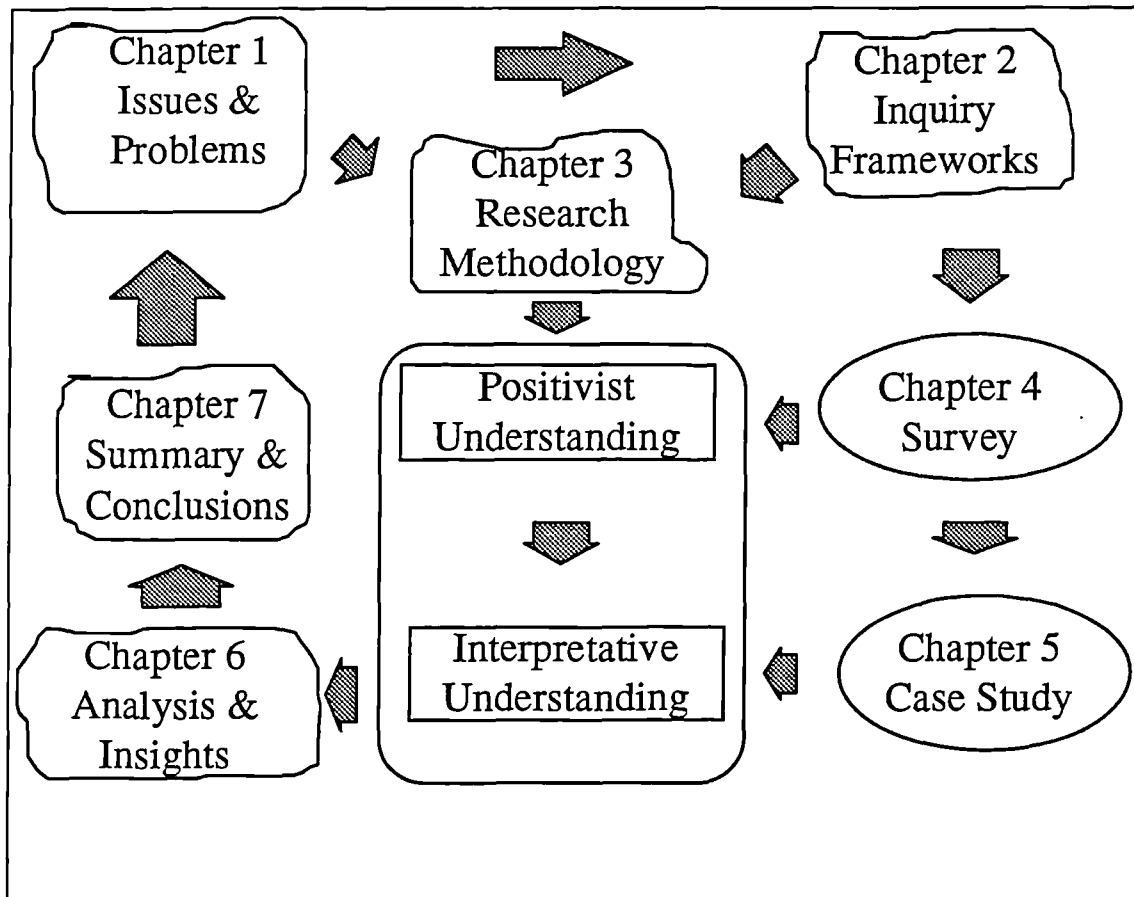 Chapter 1
Issues &
Problems
Chapter 2
Inquiry
Frameworks
Chapter 3
Research
Methodology
Positivist
Understanding
Chapter 4
Survey
Chapter 7
Summary &
Conclusions
Interpretative
Understanding
Chapter 5
Case Study
Chapter 6
Analysis &
Insights